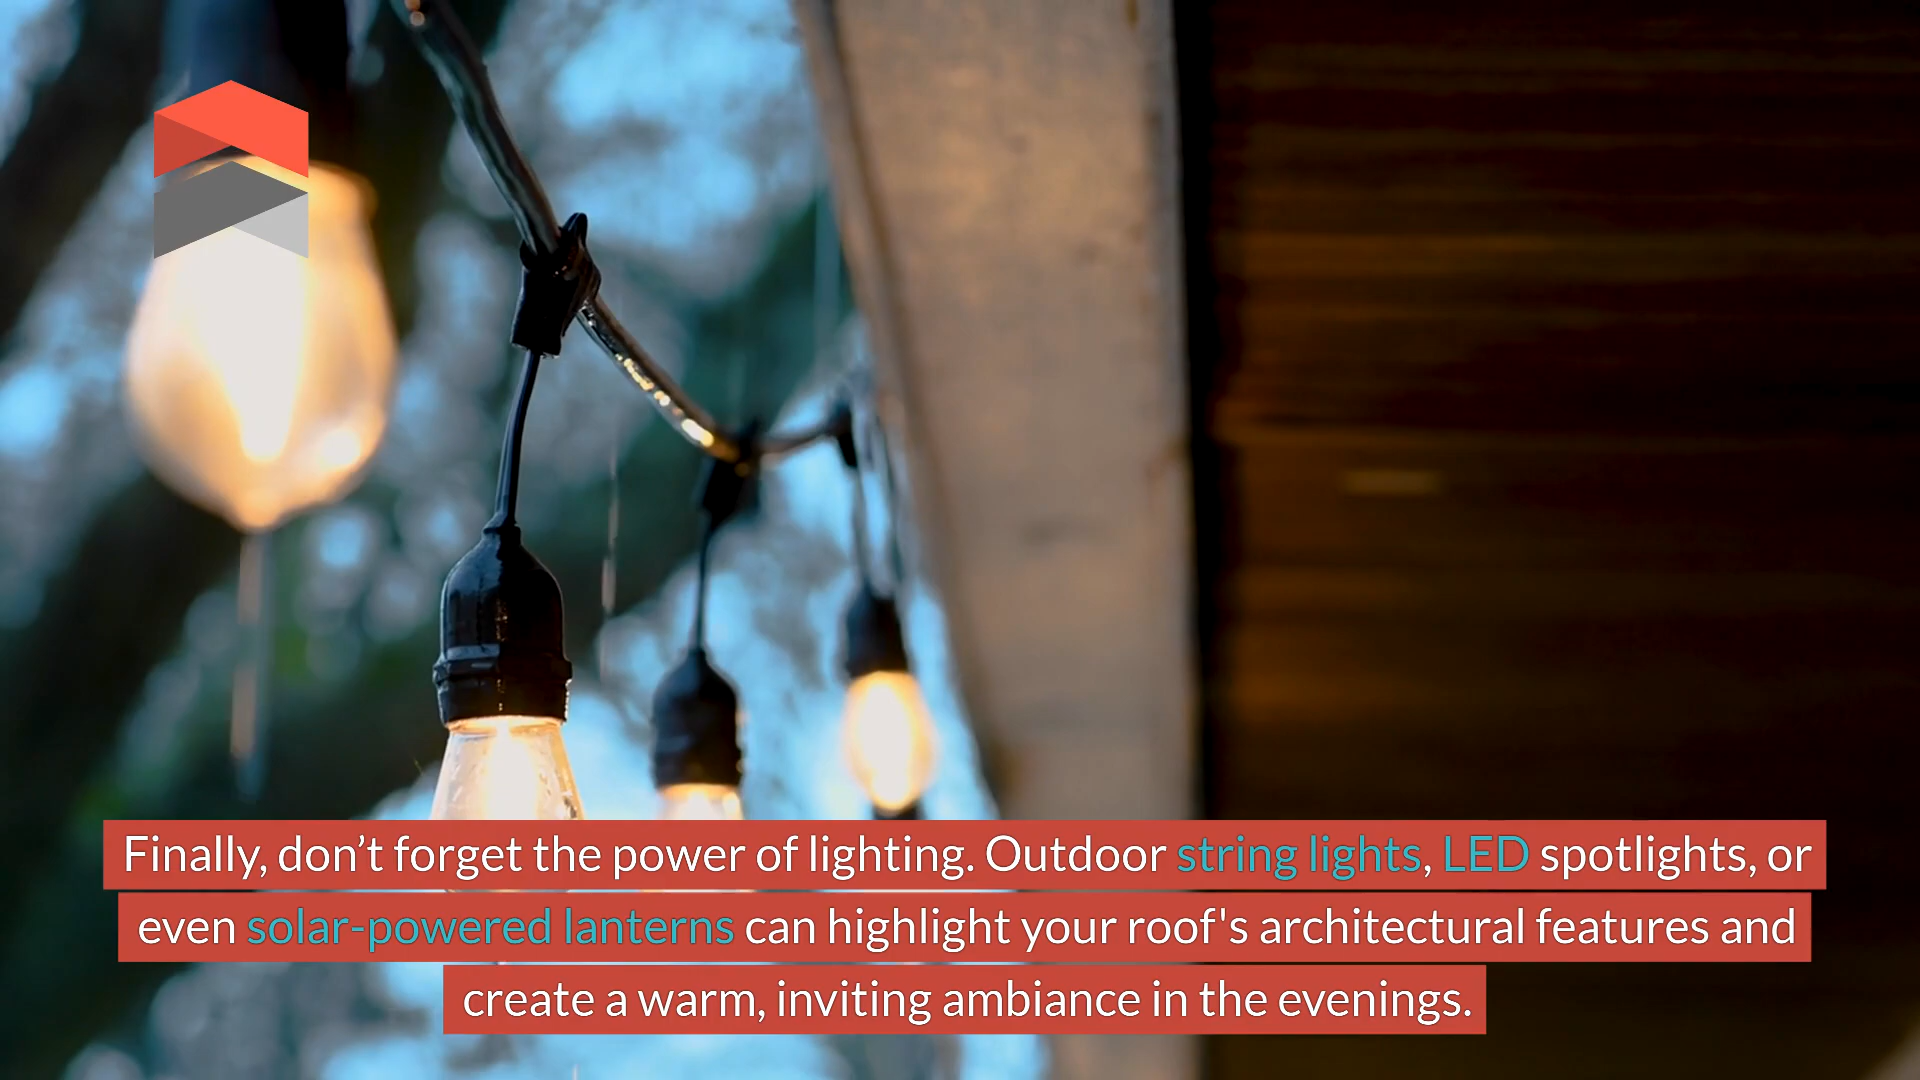 Finally, don’t forget the power of lighting. Outdoor string lights, LED spotlights, or
even solar-powered lanterns can highlight your roof's architectural features and
create a warm, inviting ambiance in the evenings.